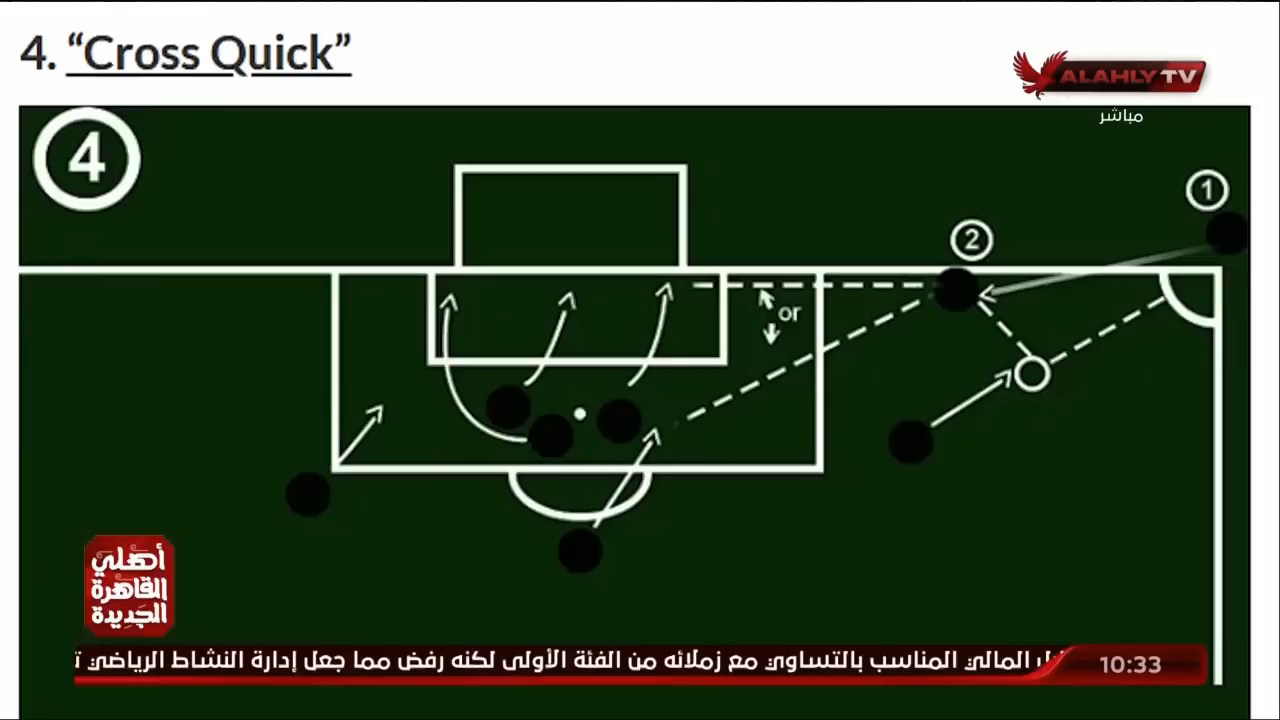 4. “Cross Quick”
ALAHLY TV
مباشر
4
1
2
or
أهلي
القاهرة
الجديدة
المالي المناسب بالتساوي مع زملائه من الفئة الأولى لكنه رفض مما جعل إدارة النشاط الرياضي
10:33